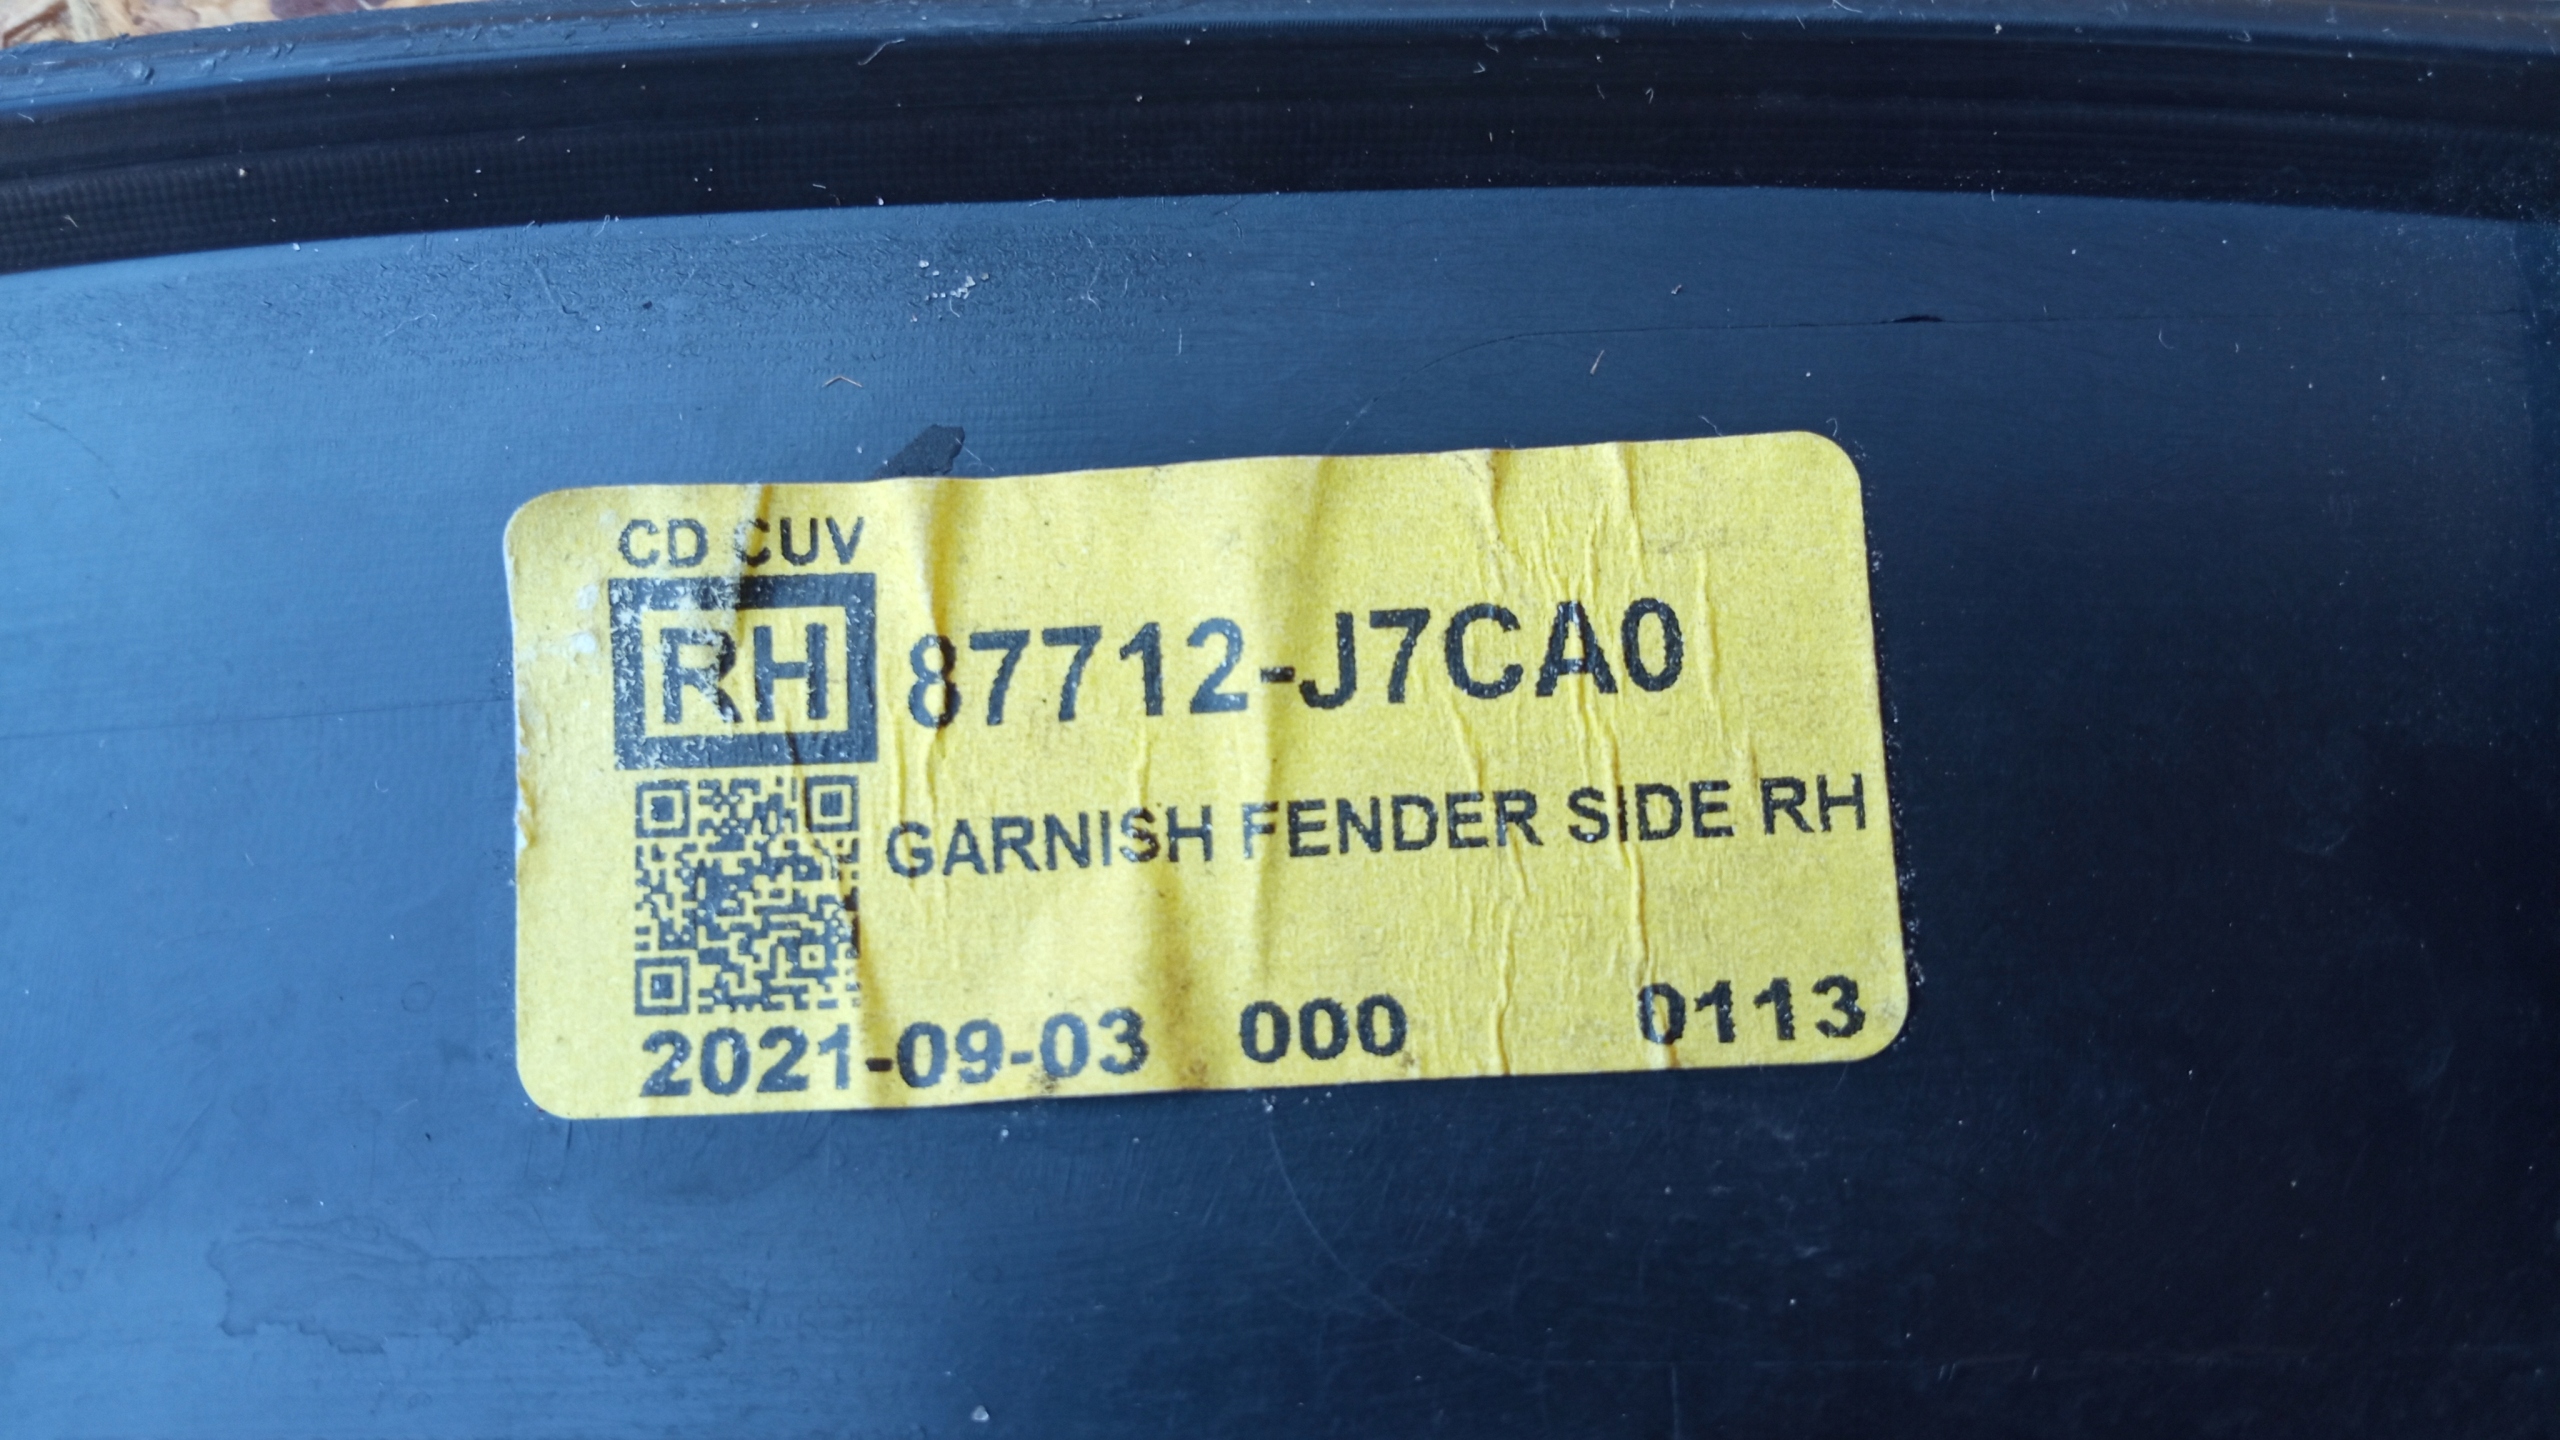 CD CUV
RH 87712-J7CA0
GARNISH FENDER SIDE RH
2021-09-03 000 0113